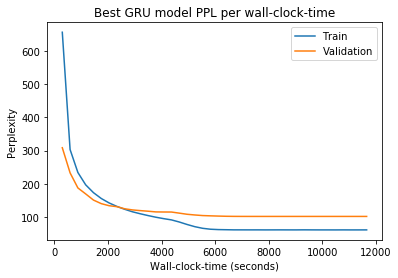 Best GRU model PPL per wall-clock-time
Train
Validation
600
500
400
300
200
100
Perplexity
0 2000 4000 6000 8000 10000 12000
Wall-clock-time (seconds)